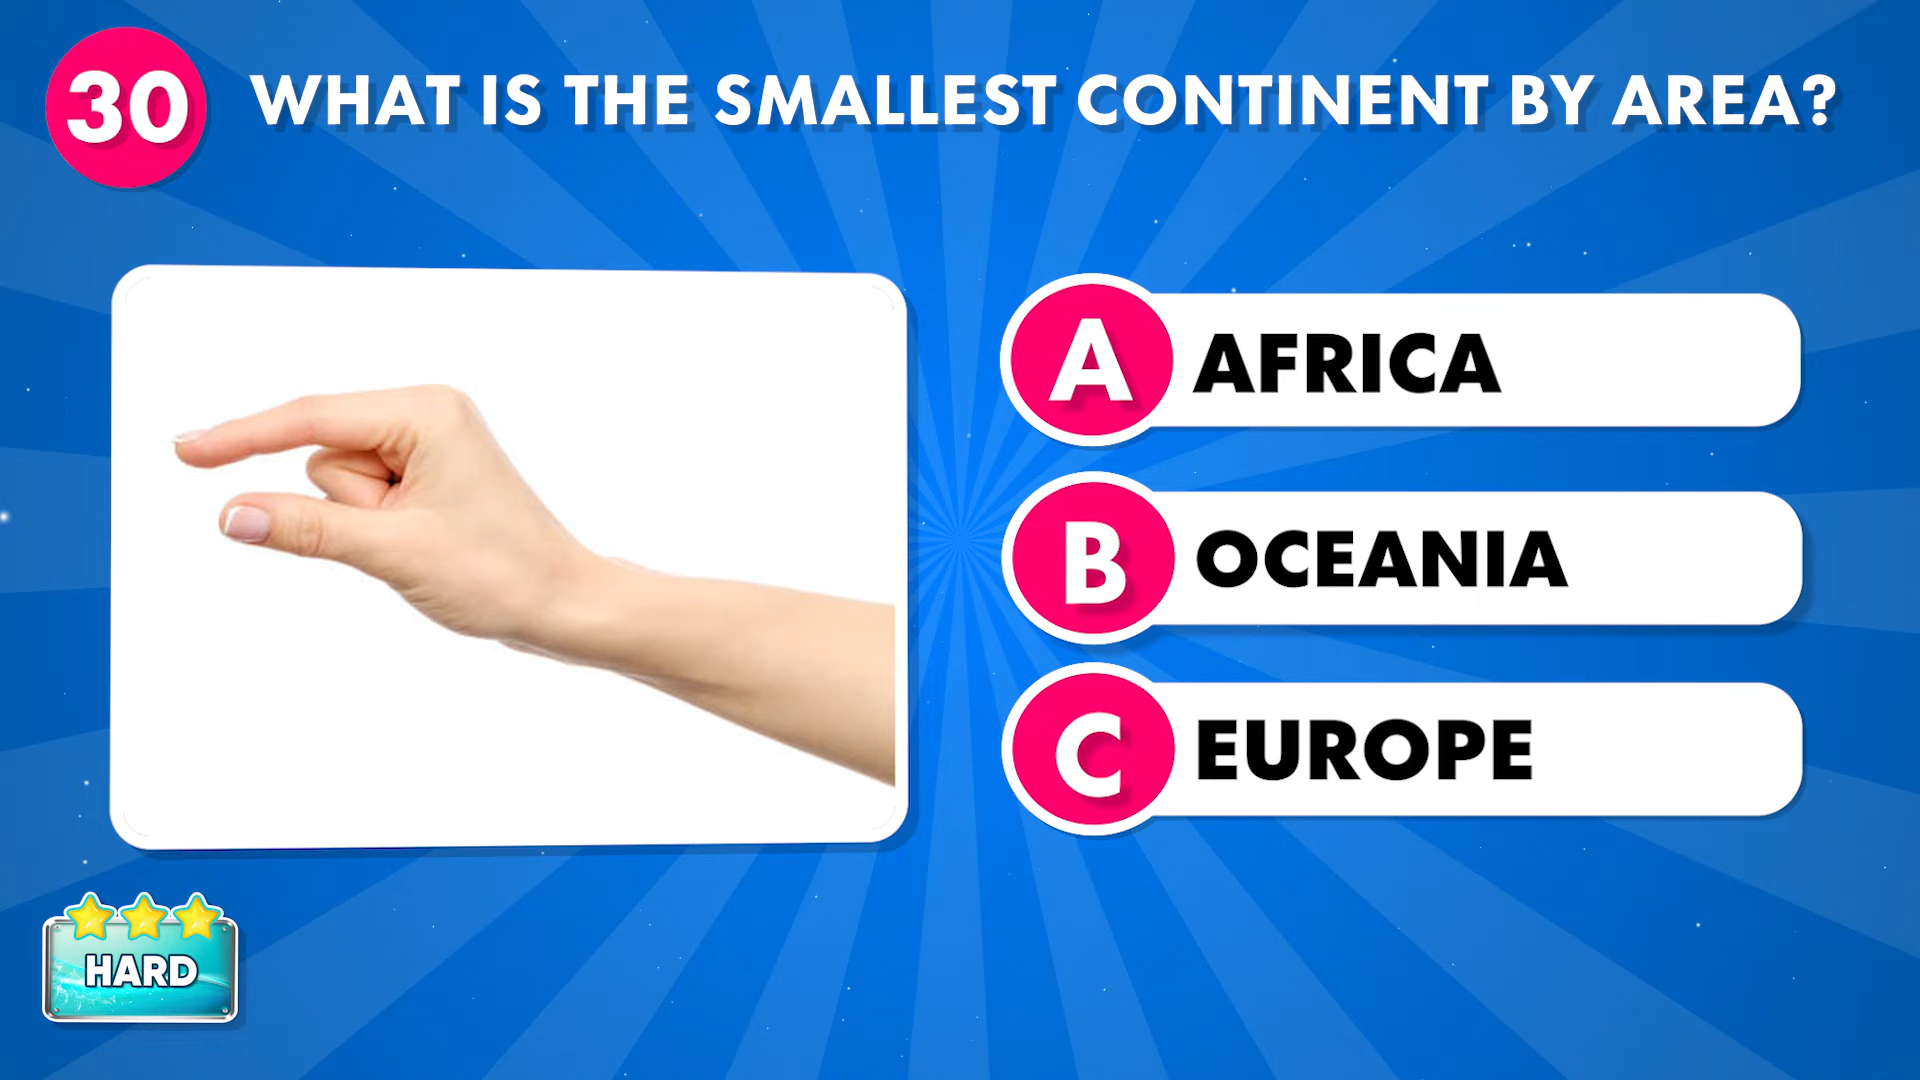 30 WHAT IS THE SMALLEST CONTINENT BY AREA?
A AFRICA
B OCEANIA
C EUROPE
HARD